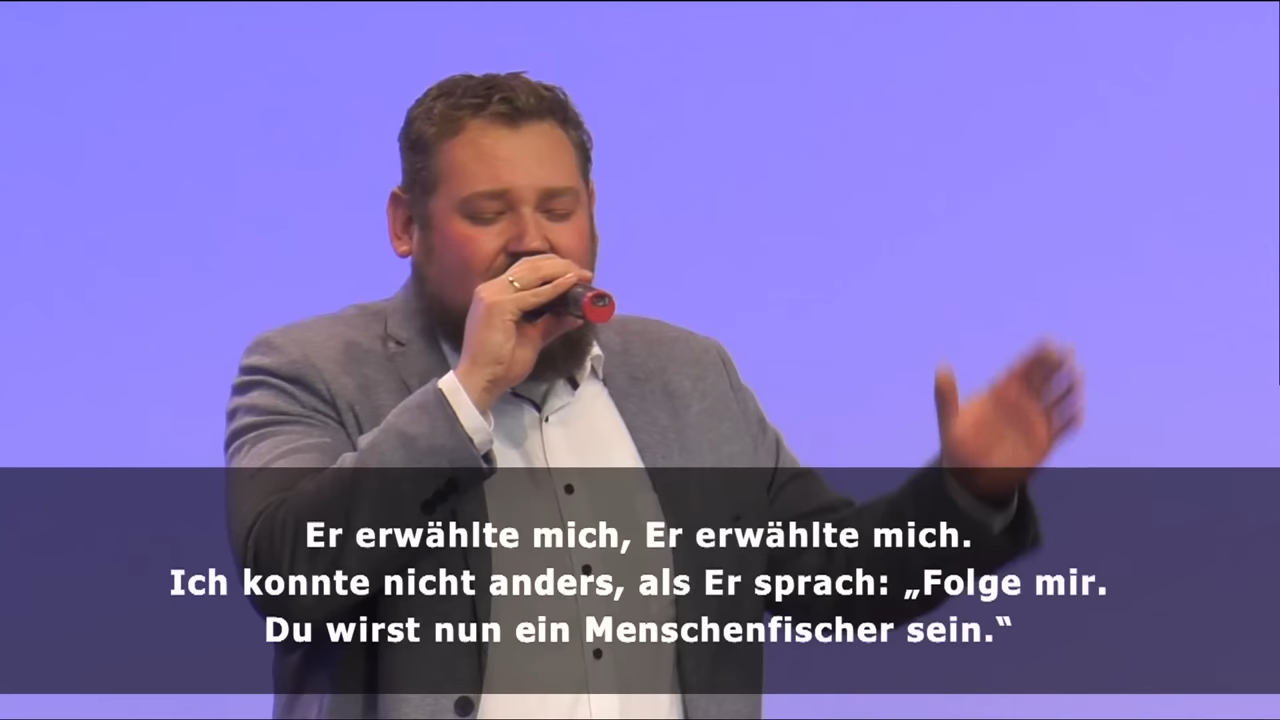 Er erwählte mich, Er erwählte mich.
Ich konnte nicht anders, als Er sprach: „Folge mir.
Du wirst nun ein Menschenfischer sein.“